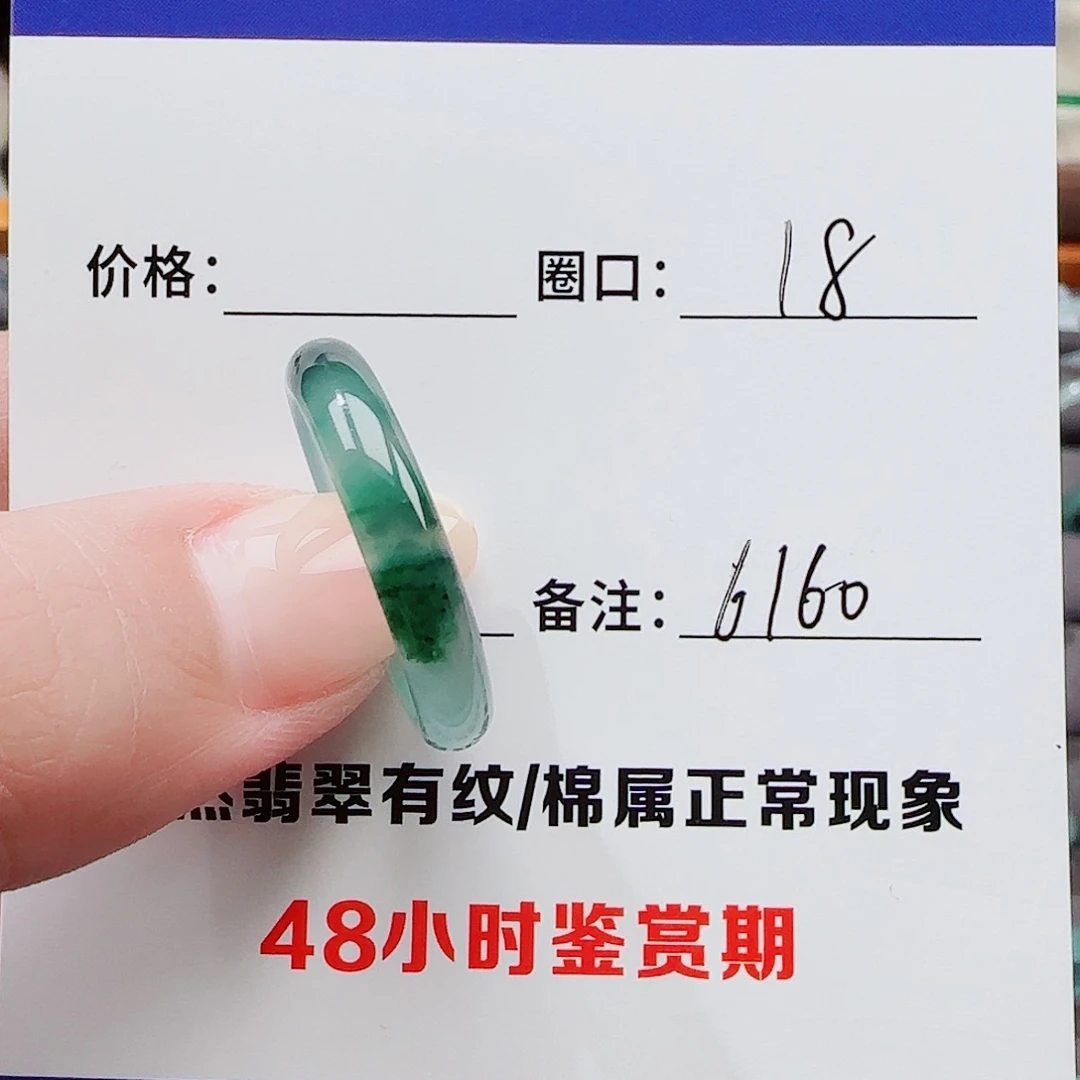 价格： 圈口：18
备注：6160
翡翠有纹/棉属正常现象
48小时鉴赏期